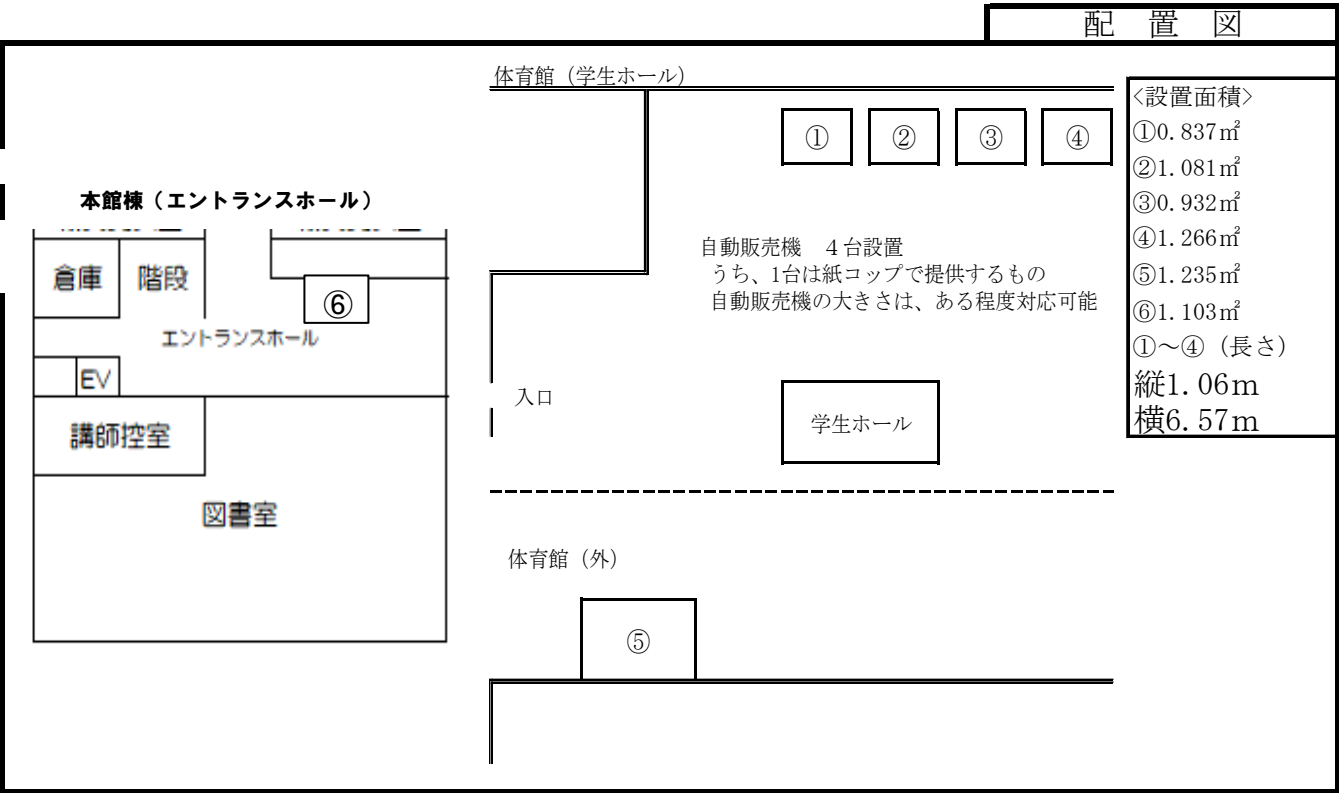 配 置 図
体育館（学生ホール）
① ② ③ ④
自動販売機　４台設置
うち、1台は紙コップで提供するもの
自動販売機の大きさは、ある程度対応可能
入口
学生ホール
体育館（外）
⑤
<設置面積>
①0.837㎡
②1.081㎡
③0.932㎡
④1.266㎡
⑤1.235㎡
⑥1.103㎡
①～④（長さ）
縦1.06m
横6.57m
本館棟（エントランスホール）
倉庫 階段
⑥
エントランスホール
EV
講師控室
図書室